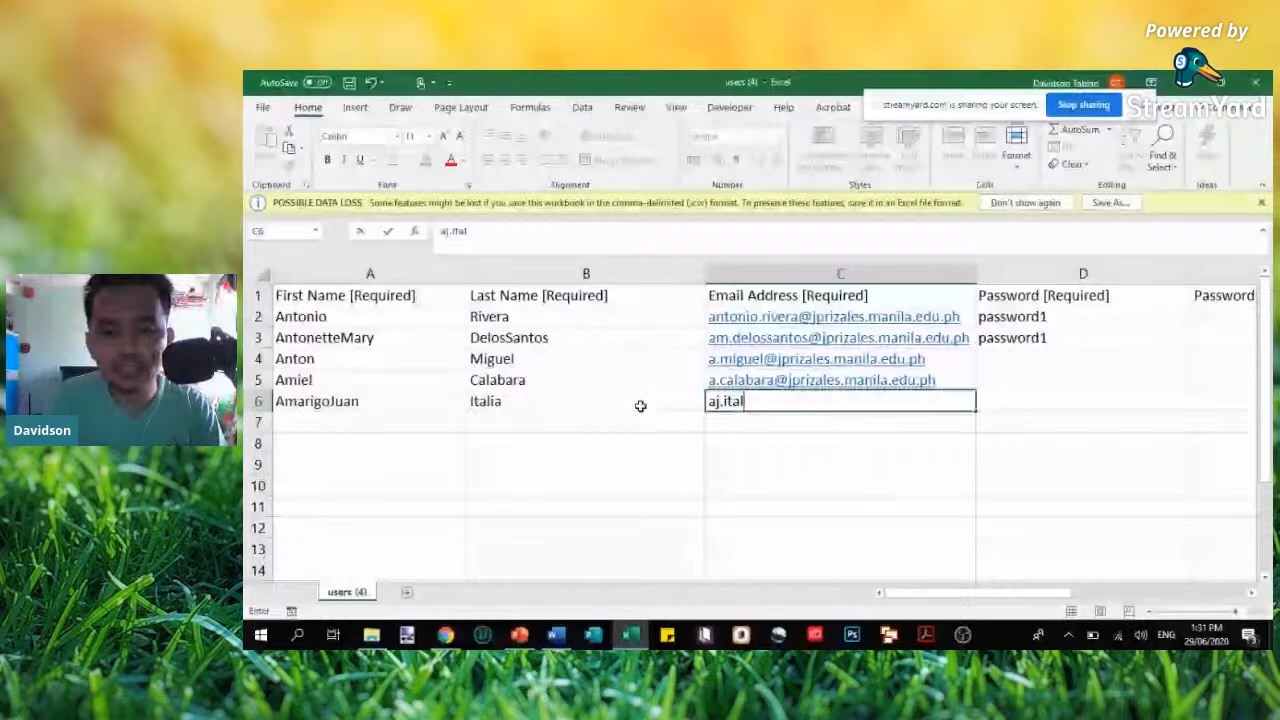 Powered by
StreamYard
AutoSave Off
users (4) - Excel
Davidson Tabian
File Home Insert Draw Page Layout Formulas Data Review View Developer Help Acrobat
streamyard.com is sharing your screen. Stop sharing
Calibri 11
AutoSum
Clear
Format
Find &
Select
Clipboard Font Alignment Number Styles Cells Editing Ideas
POSSIBLE DATA LOSS Some features might be lost if you save this workbook in the comma-delimited (.csv) format. To preserve these features, save it in an Excel file format. Don't show again Save As...
C6 aj.ital
A B C D
1 First Name [Required] Last Name [Required] Email Address [Required] Password [Required] Password
2 Antonio Rivera antonio.rivera@jprizales.manila.edu.ph password1
3 AntonetteMary DelosSantos am.delossantos@jprizales.manila.edu.ph password1
4 Anton Miguel a.miguel@jprizales.manila.edu.ph
5 Amiel Calabara a.calabara@jprizales.manila.edu.ph
6 AmarigoJuan Italia aj.ital
7
8
9
10
11
12
13
14
Davidson
users (4)
Enter
ENG
1:31 PM
29/06/2020